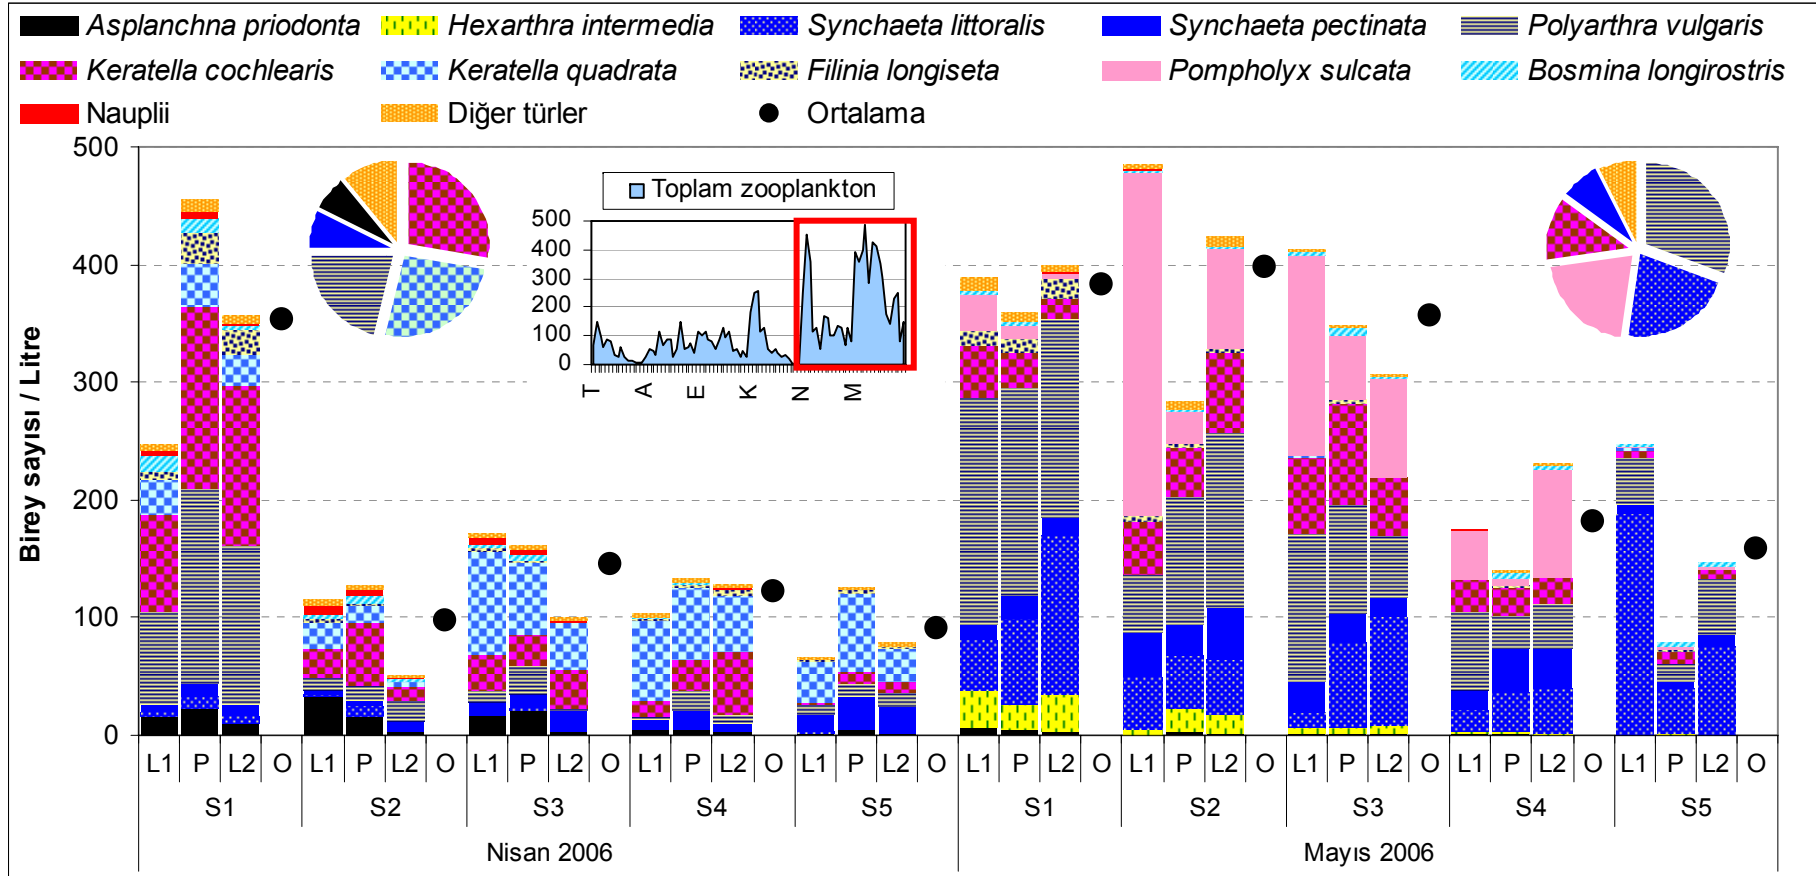 Asplanchna priodonta Hexarthra intermedia Synchaeta littoralis Synchaeta pectinata Polyarthra vulgaris
Keratella cochlearis Keratella quadrata Filinia longiseta Pompholyx sulcata Bosmina longirostris
Nauplii Diğer türler Ortalama
Birey sayısı / Litre
500
400
300
200
100
0
Toplam zooplankton
500
400
300
200
100
0
T A E K N M
L1 P L2 O L1 P L2 O L1 P L2 O L1 P L2 O L1 P L2 O L1 P L2 O L1 P L2 O L1 P L2 O L1 P L2 O L1 P L2 O
S1 S2 S3 S4 S5 S1 S2 S3 S4 S5
Nisan 2006 Mayıs 2006